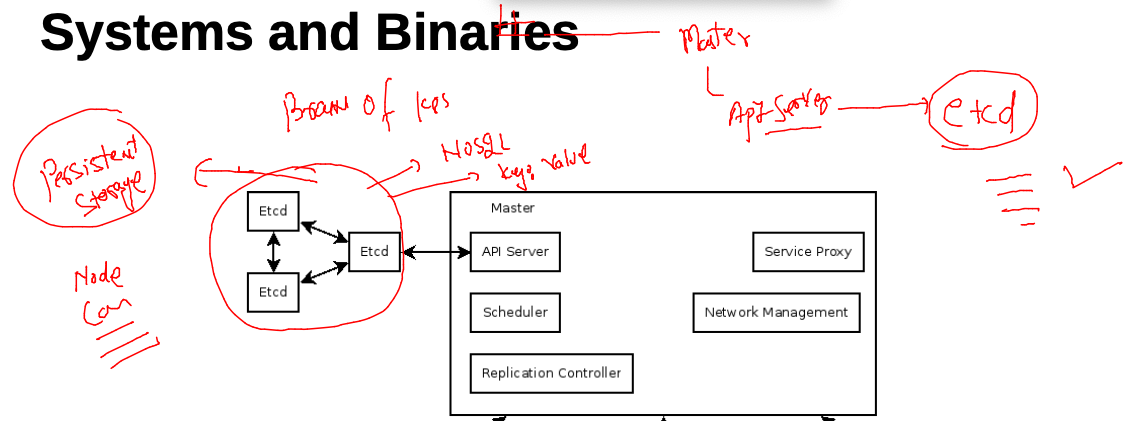 Systems and Binaries
Master
API Server
etcd
Brain of k8s
NoSQL
Key: Value
Persistent
Storage
Etcd
Etcd
Etcd
Node
Con
Master
API Server
Service Proxy
Scheduler
Network Management
Replication Controller